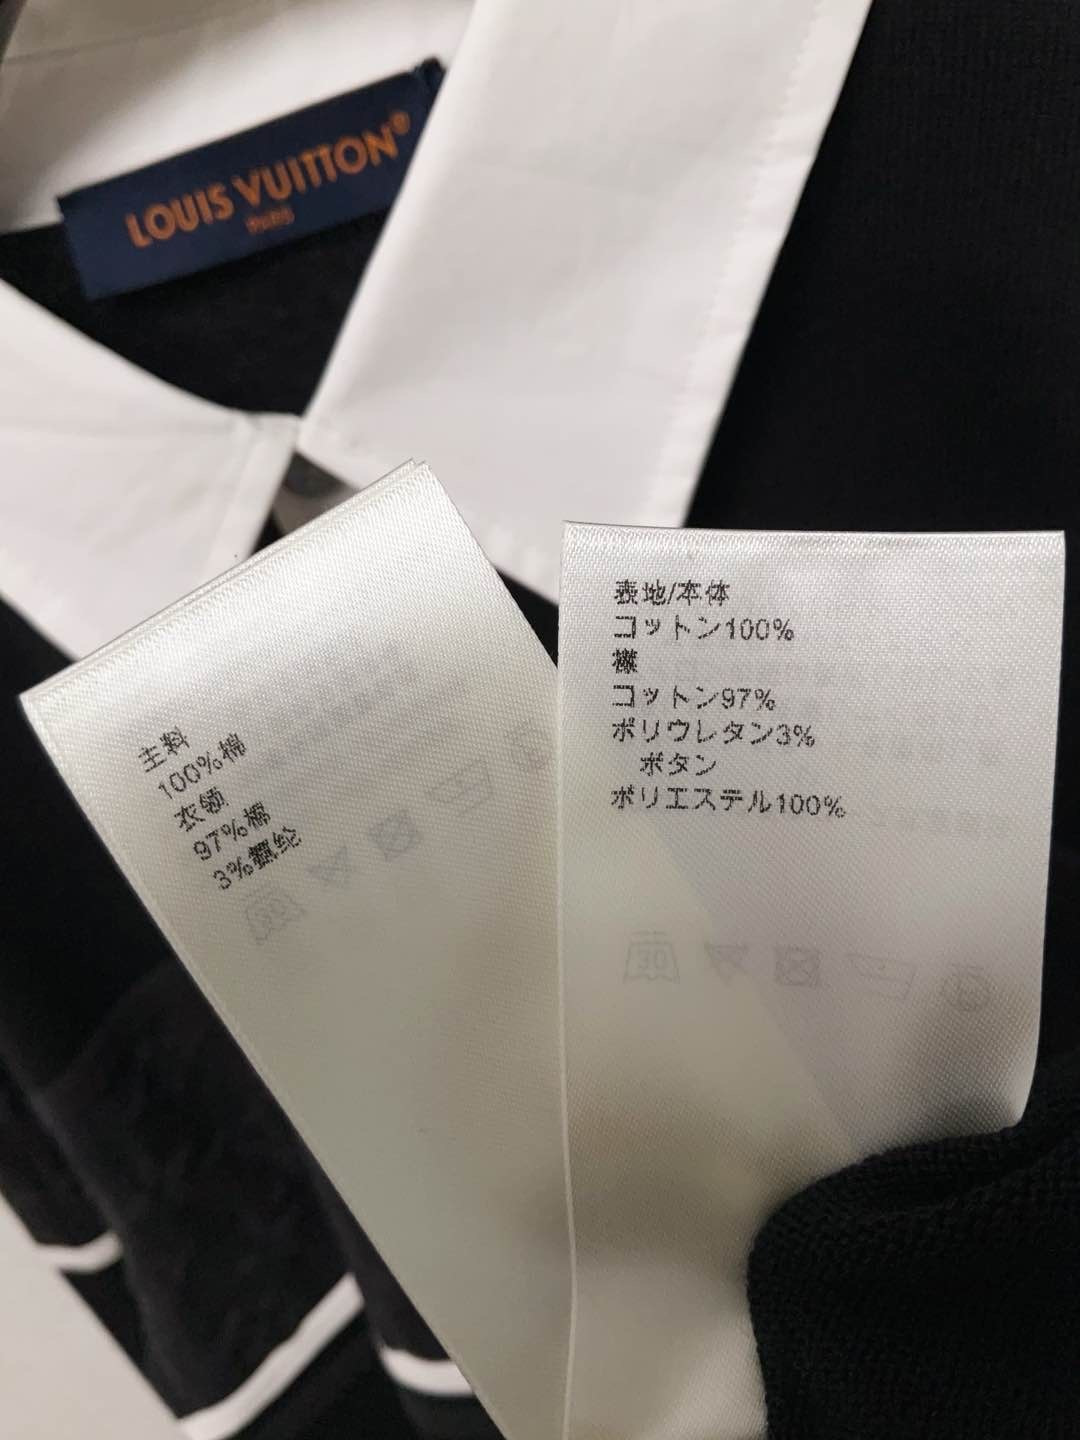 LOUIS VUITTON®
PARIS
主料
100%棉
衣领
97%棉
3%氨纶
表地/本体
コットン100%
襟
コットン97%
ポリウレタン3%
ボタン
ポリエステル100%